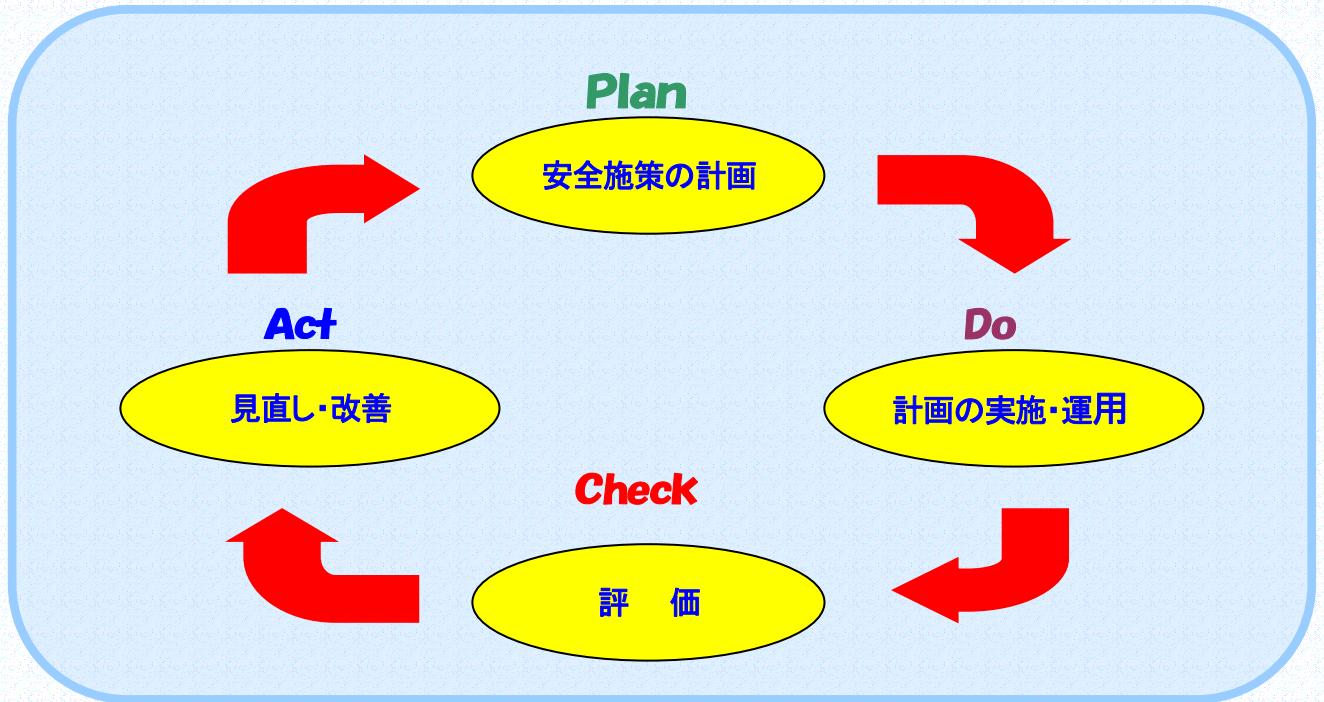 Plan
安全施策の計画
Act
Do
見直し・改善
計画の実施・運用
Check
評　価